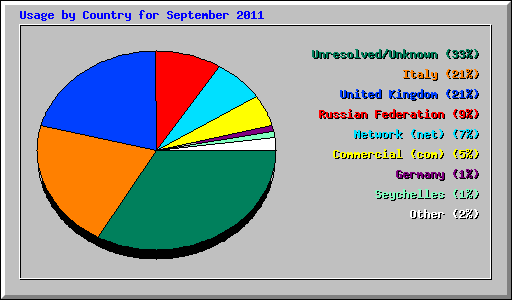 Usage by Country for September 2011
Unresolved/Unknown (33%)
Italy (21%)
United Kingdom (21%)
Russian Federation (9%)
Network (net) (7%)
Commercial (com) (5%)
Germany (1%)
Seychelles (1%)
Other (2%)